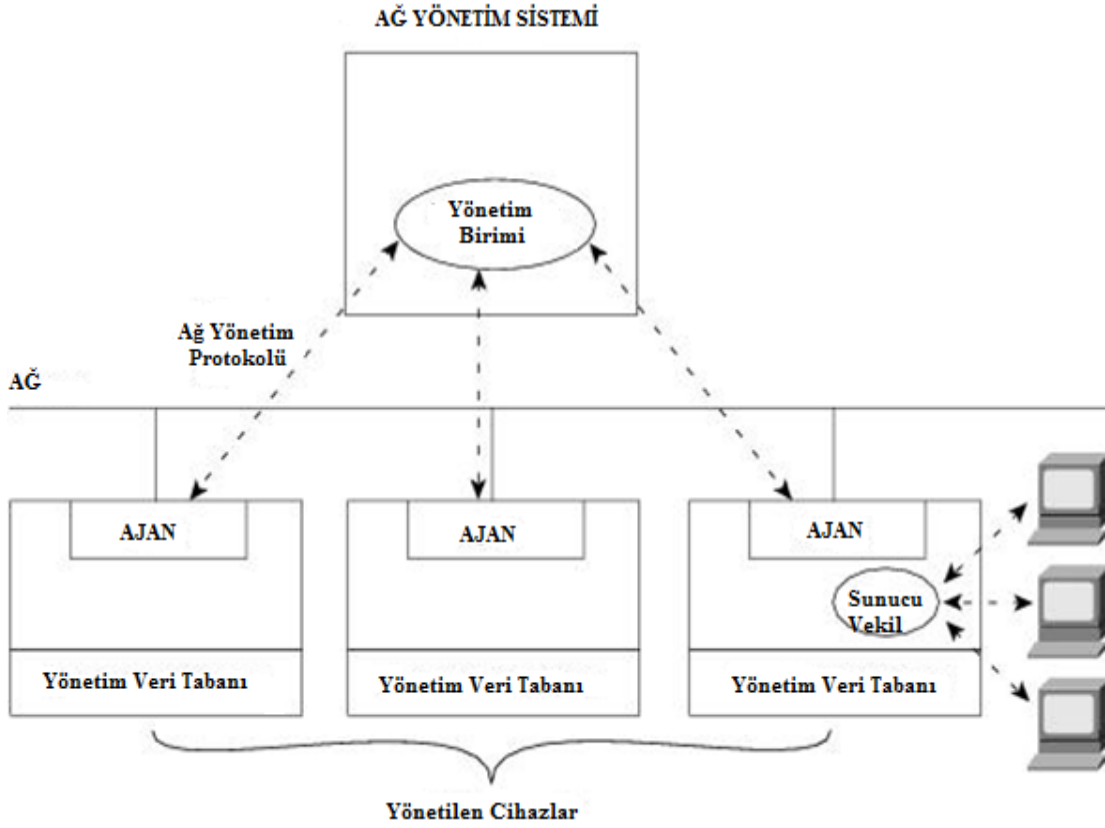 AĞ YÖNETİM SİSTEMİ
Yönetim
Birimi
Ağ Yönetim
Protokolü
AĞ
AJAN
AJAN
AJAN
Sunucu
Vekil
Yönetim Veri Tabanı
Yönetim Veri Tabanı
Yönetim Veri Tabanı
Yönetilen Cihazlar